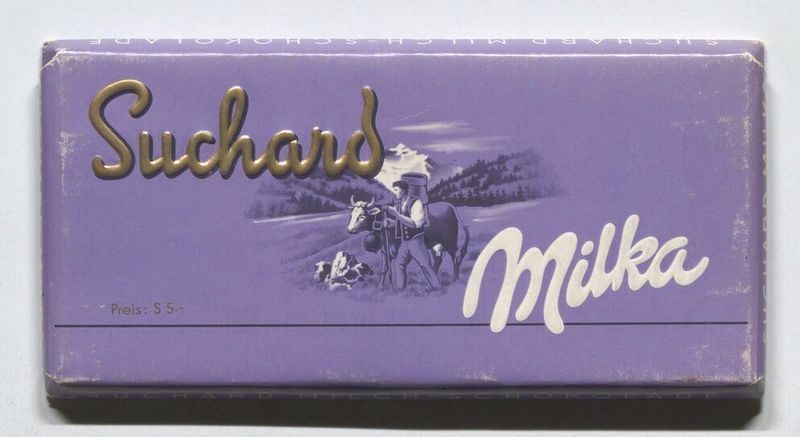 SUCHARD MILCH-SCHOKOLADE
Suchard
Milka
Preis: S 5.-
SUCHARD MILCH-SCHOKOLADE